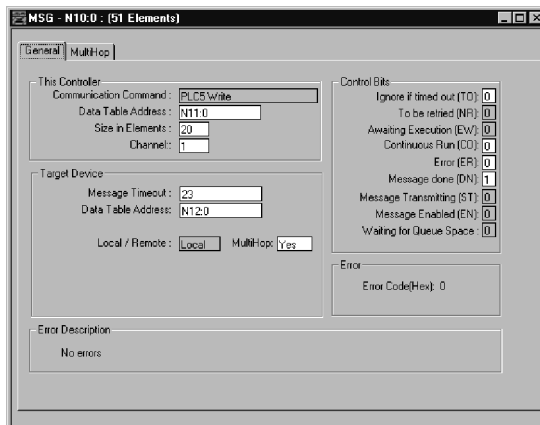 MSG - N10:0 : (51 Elements)
General MultiHop
This Controller
Communication Command : PLC5 Write
Data Table Address : N11:0
Size in Elements : 20
Channel: 1
Target Device
Message Timeout : 23
Data Table Address: N12:0
Local / Remote : Local MultiHop: Yes
Control Bits
Ignore if timed out (TO): 0
To be retried (NR): 0
Awaiting Execution (EW): 0
Continuous Run (CO): 0
Error (ER): 0
Message done (DN): 1
Message Transmitting (ST): 0
Message Enabled (EN): 0
Waiting for Queue Space : 0
Error
Error Code(Hex): 0
Error Description
No errors